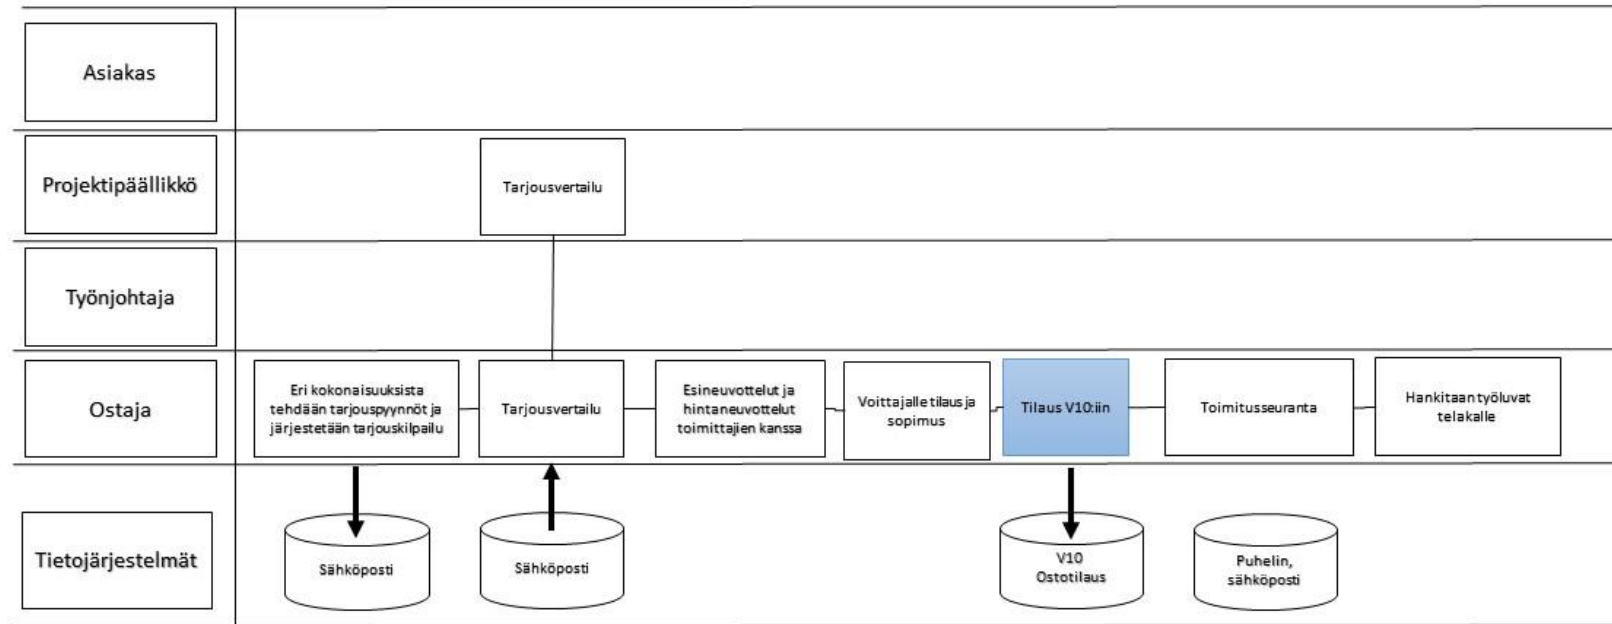 Asiakas
Projektipäällikkö
Tarjousvertailu
Työnjohtaja
Ostaja
Eri kokonaisuuksista
tehdään tarjouspyynnöt ja
järjestetään tarjouskilpailu
Tarjousvertailu
Esineuvottelut ja
hintaneuvottelut
toimittajien kanssa
Voittajalle tilaus ja
sopimus
Tilaus V10:iin
Toimitusseuranta
Hankitaan työluvat
telakalle
Tietojärjestelmät
Sähköposti
Sähköposti
V10
Ostotilaus
Puhelin,
sähköposti